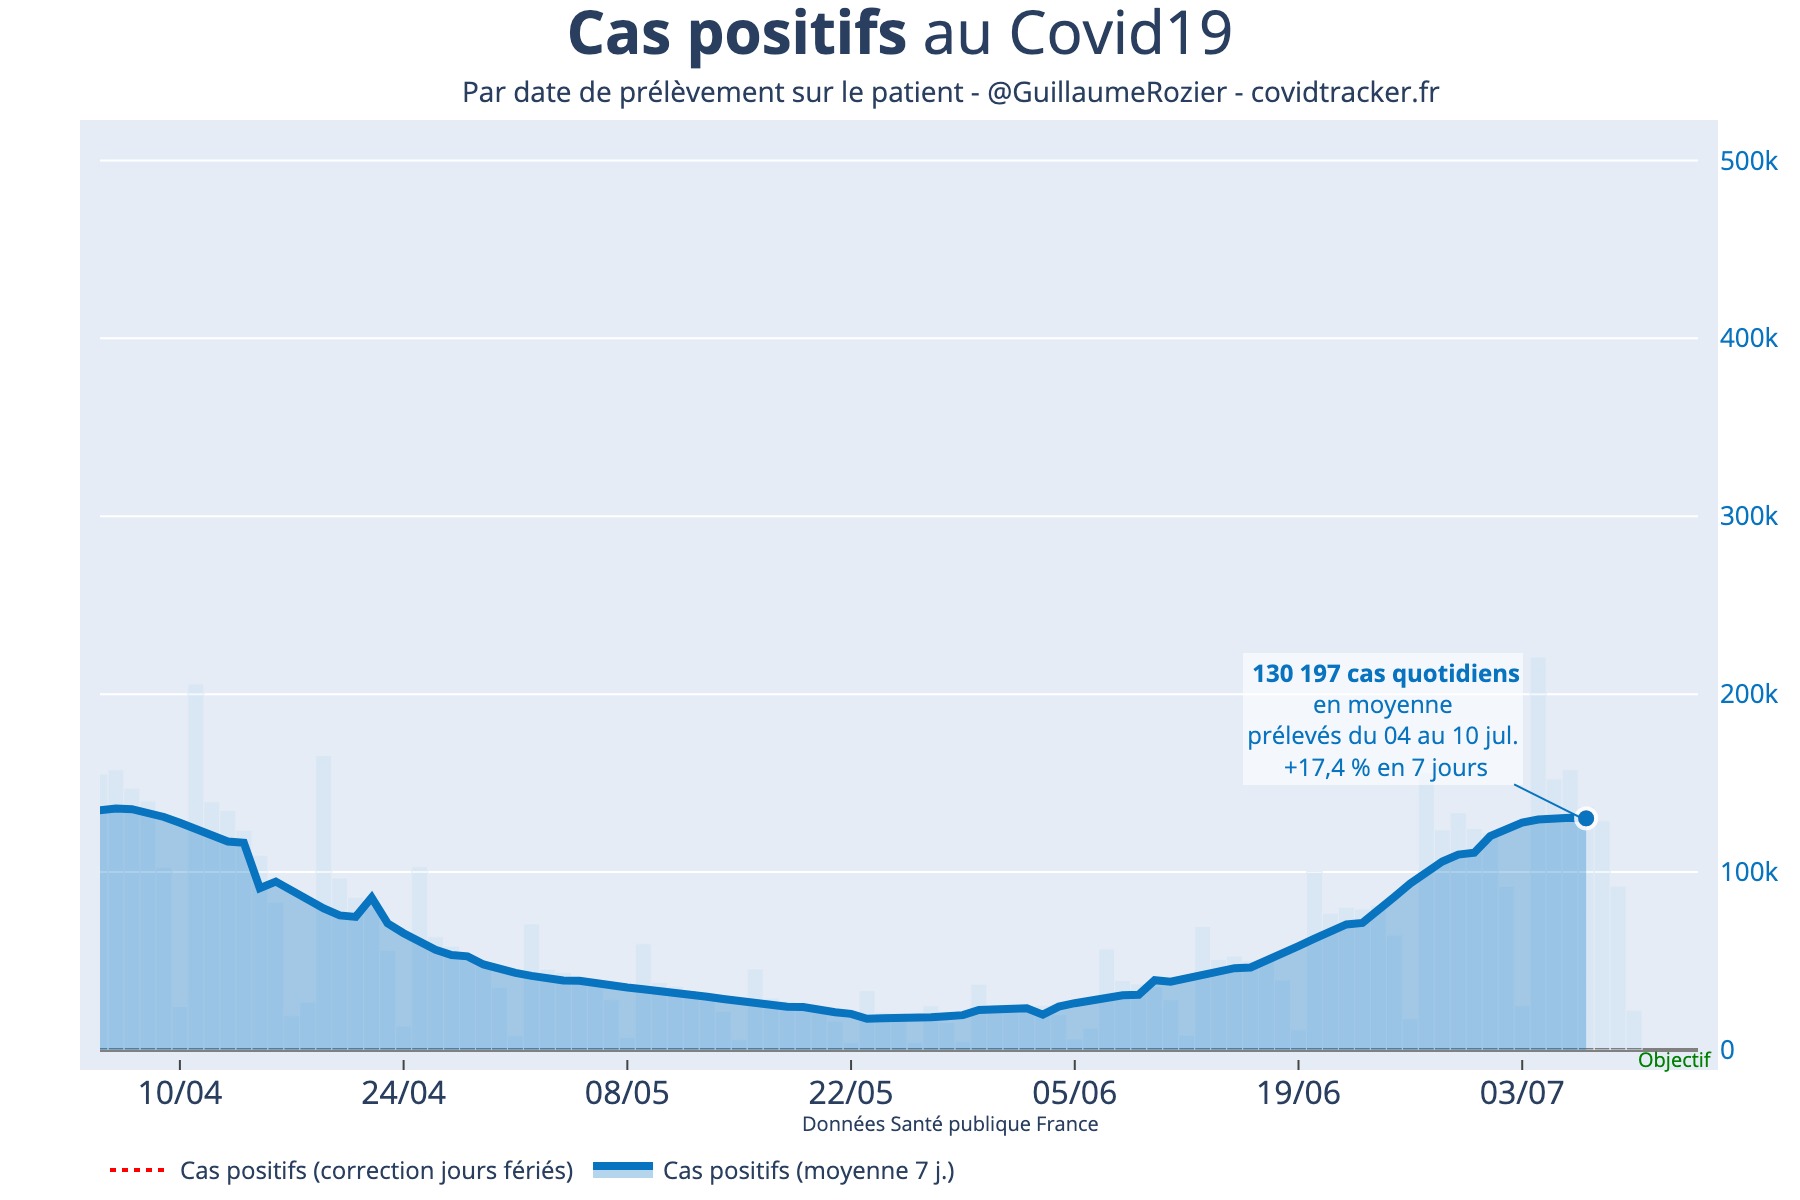 Cas positifs au Covid19
Par date de prélèvement sur le patient - @GuillaumeRozier - covidtracker.fr
500k
400k
300k
200k
100k
0
130 197 cas quotidiens
en moyenne
prélevés du 04 au 10 jul.
+17,4 % en 7 jours
Objectif
10/04 24/04 08/05 22/05 05/06 19/06 03/07
Données Santé publique France
Cas positifs (correction jours fériés) Cas positifs (moyenne 7 j.)